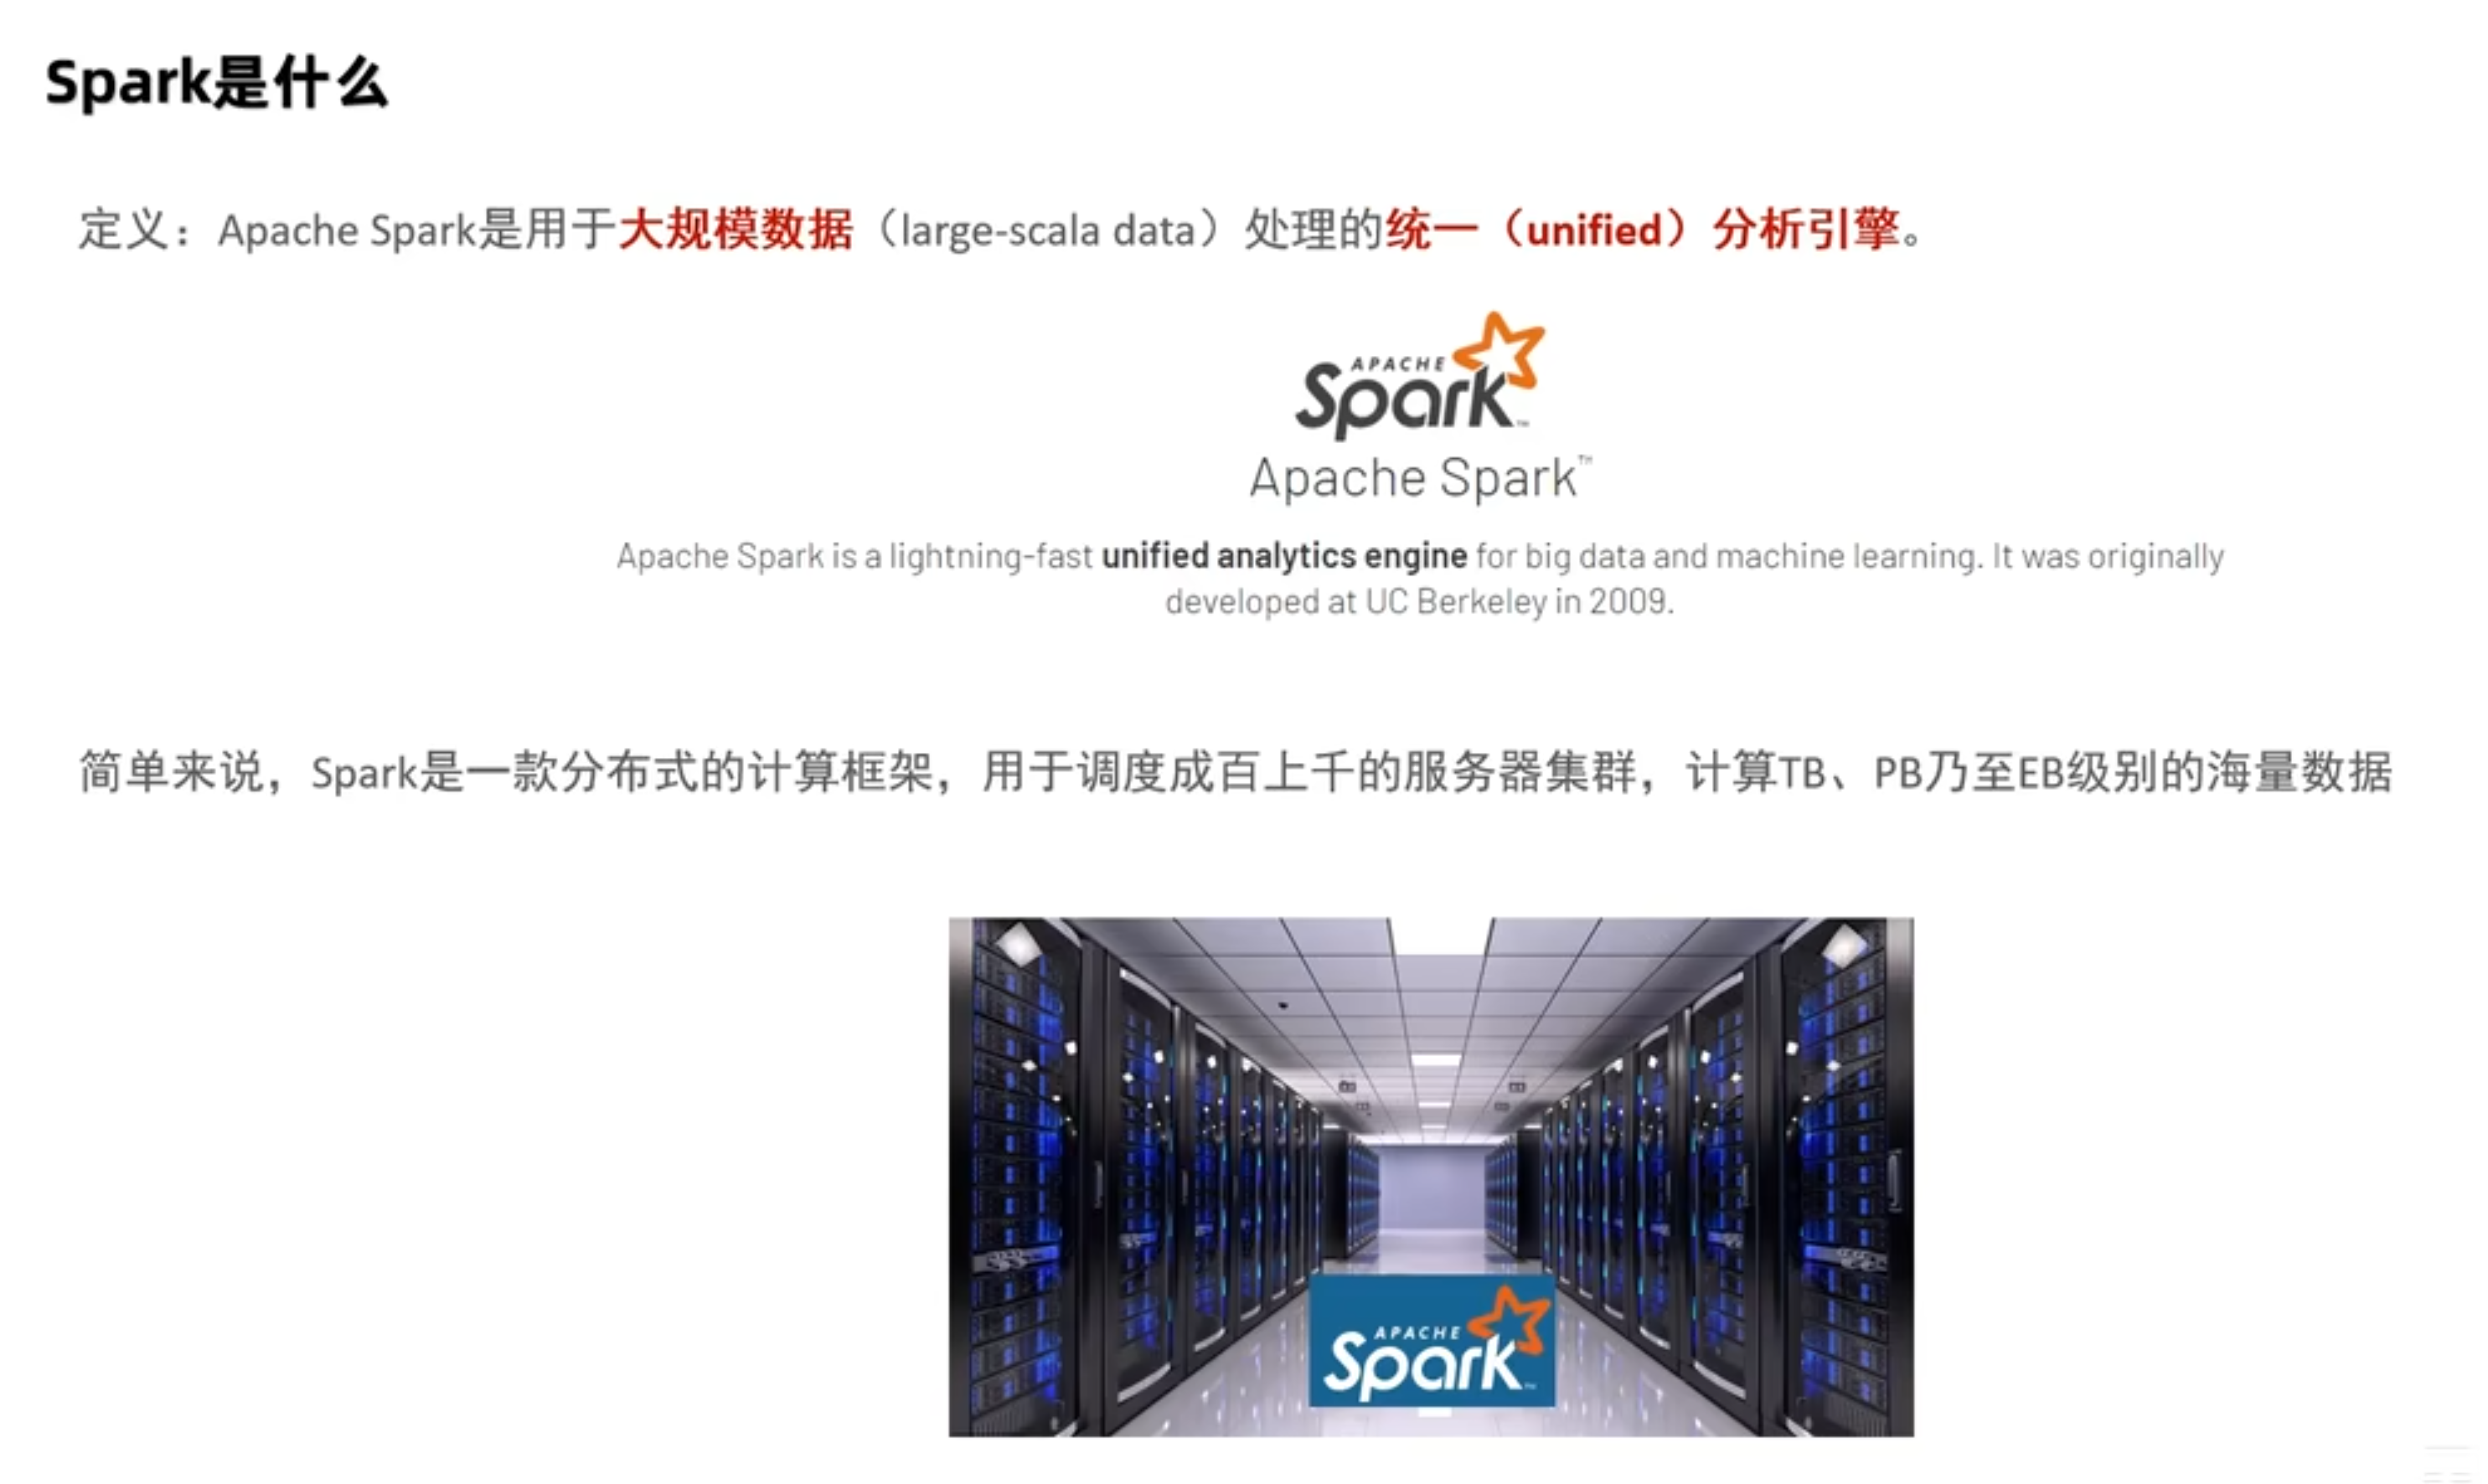 Spark是什么
定义：Apache Spark是用于大规模数据（large-scala data）处理的统一（unified）分析引擎。
APACHE
Spark™
Apache Spark™
Apache Spark is a lightning-fast unified analytics engine for big data and machine learning. It was originally
developed at UC Berkeley in 2009.
简单来说，Spark是一款分布式的计算框架，用于调度成百上千的服务器集群，计算TB、PB乃至EB级别的海量数据
APACHE
Spark™